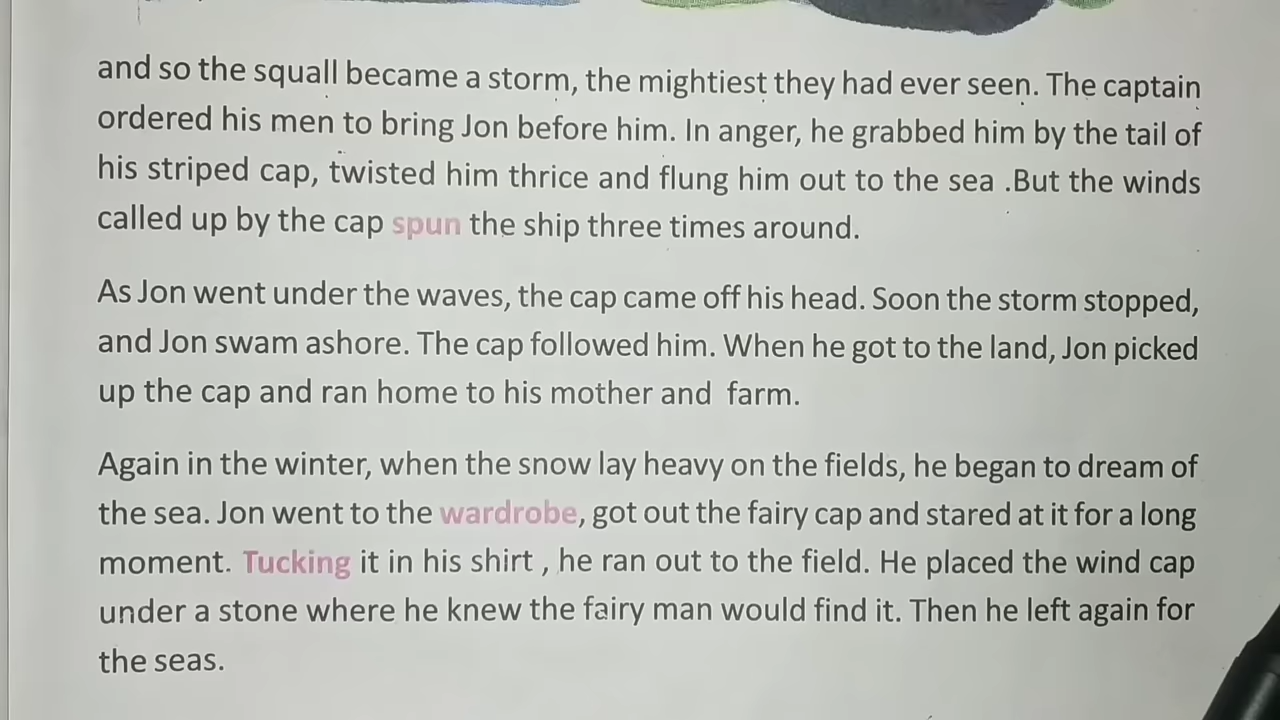 and so the squall became a storm, the mightiest they had ever seen. The captain
ordered his men to bring Jon before him. In anger, he grabbed him by the tail of
his striped cap, twisted him thrice and flung him out to the sea .But the winds
called up by the cap spun the ship three times around.
As Jon went under the waves, the cap came off his head. Soon the storm stopped,
and Jon swam ashore. The cap followed him. When he got to the land, Jon picked
up the cap and ran home to his mother and farm.
Again in the winter, when the snow lay heavy on the fields, he began to dream of
the sea. Jon went to the wardrobe, got out the fairy cap and stared at it for a long
moment. Tucking it in his shirt , he ran out to the field. He placed the wind cap
under a stone where he knew the fairy man would find it. Then he left again for
the seas.